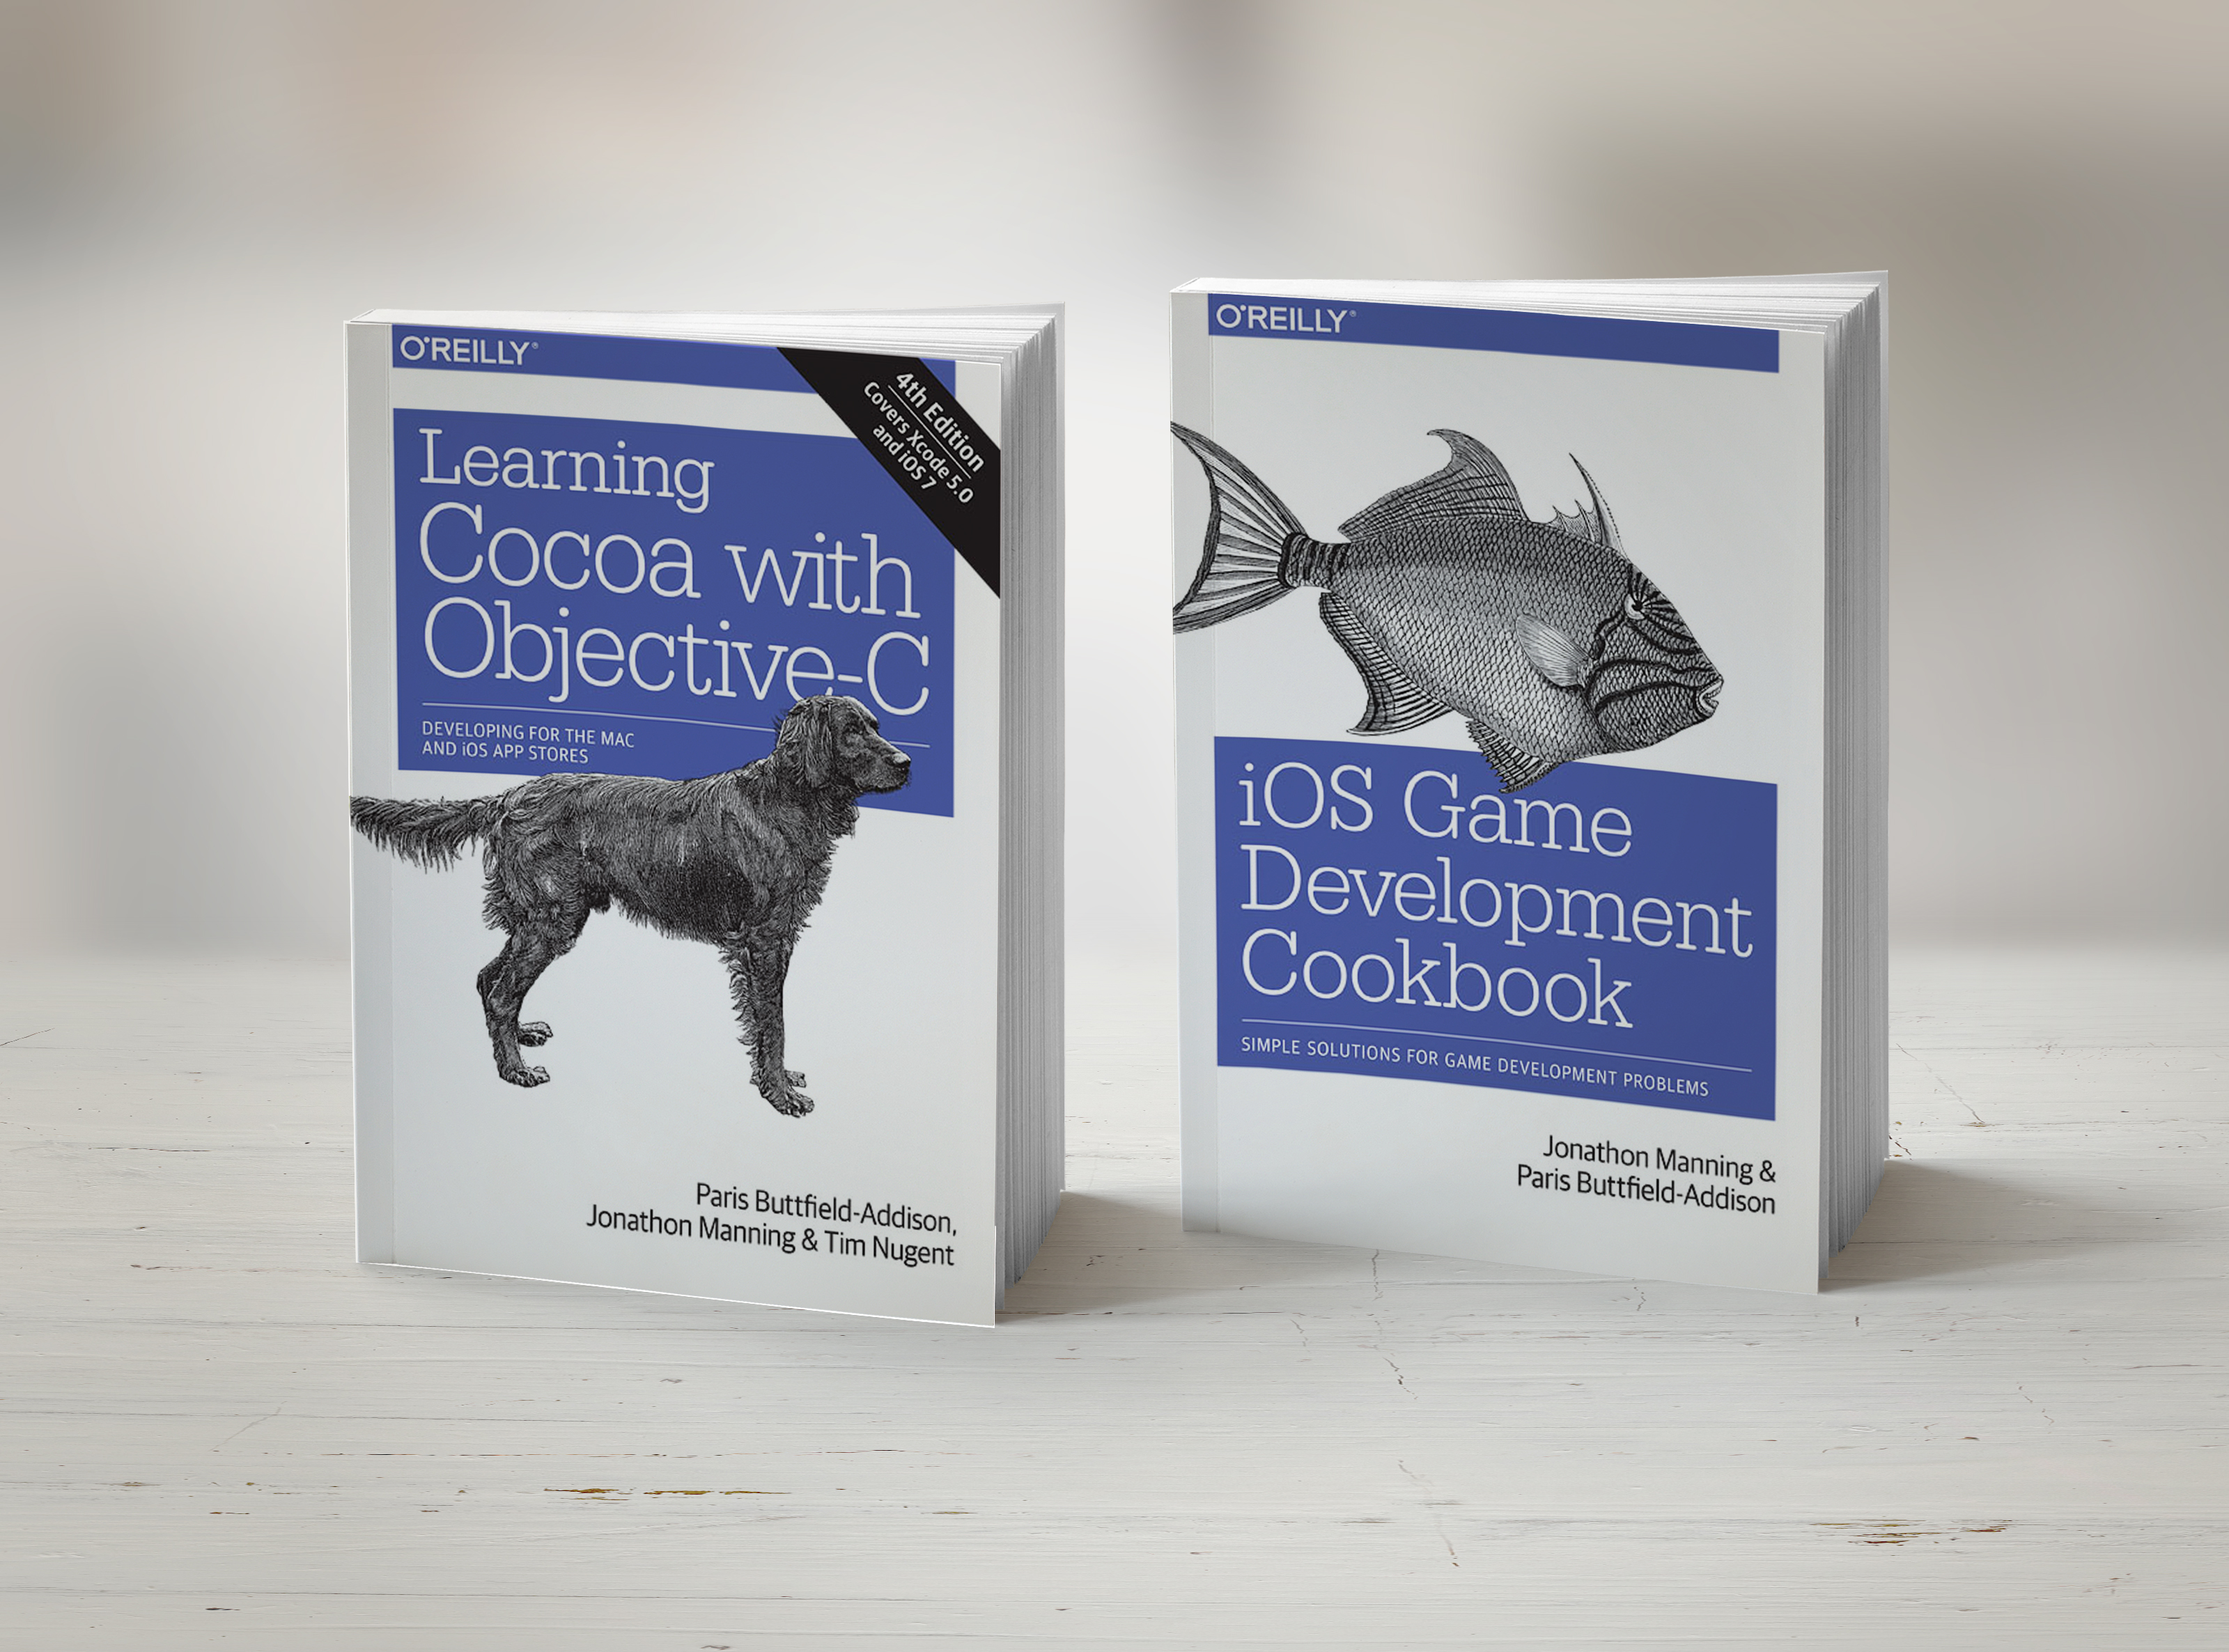 O'REILLY®
4th Edition
Covers Xcode 5.0
and iOS 7
Learning
Cocoa with
Objective-C
DEVELOPING FOR THE MAC
AND iOS APP STORES
Paris Buttfield-Addison,
Jonathon Manning & Tim Nugent
O'REILLY®
iOS Game
Development
Cookbook
SIMPLE SOLUTIONS FOR GAME DEVELOPMENT PROBLEMS
Jonathon Manning &
Paris Buttfield-Addison